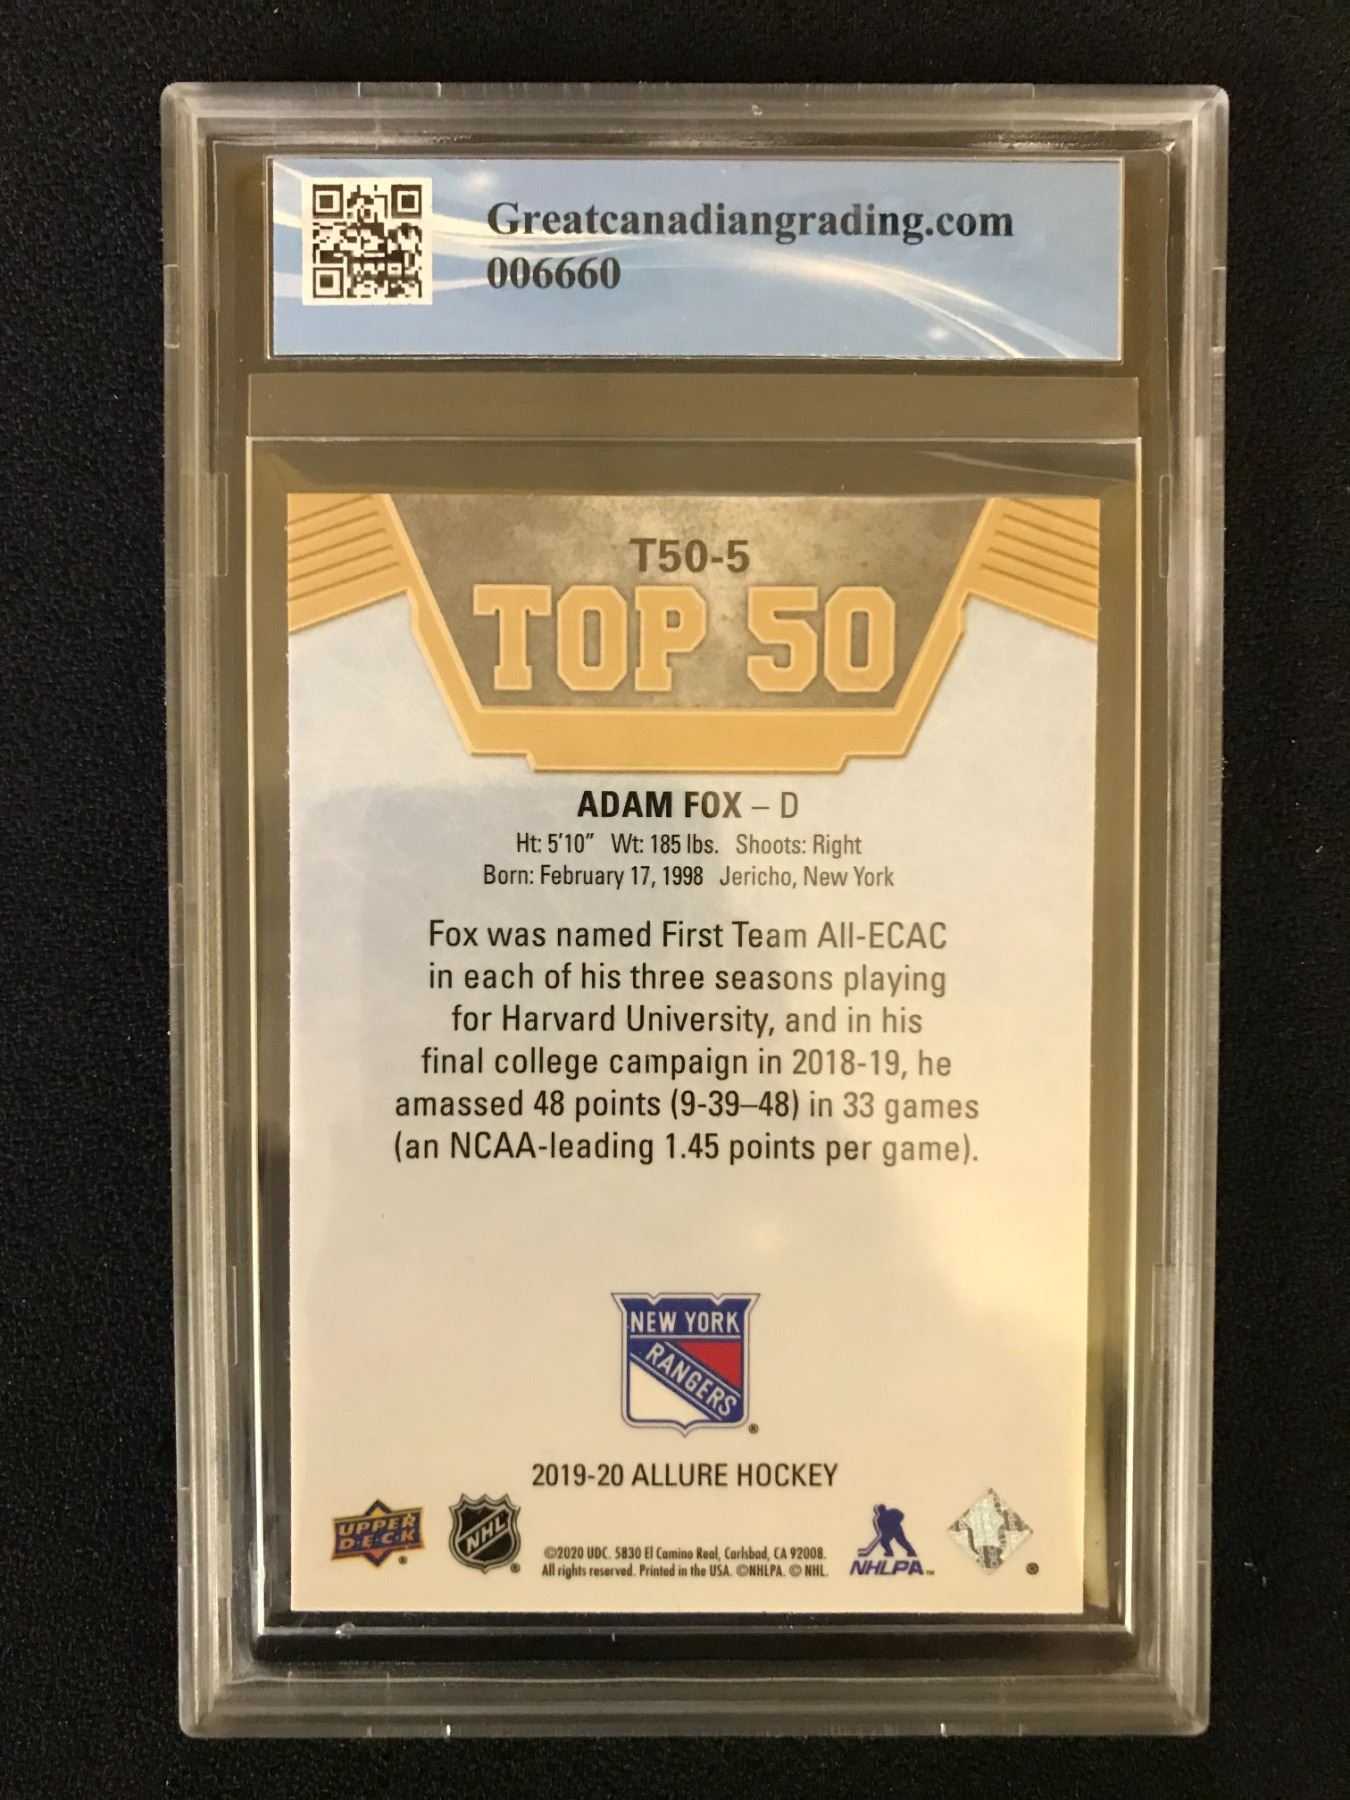 Greatcanadiangrading.com
006660
T50-5
TOP 50
ADAM FOX – D
Ht: 5'10" Wt: 185 lbs. Shoots: Right
Born: February 17, 1998 Jericho, New York
Fox was named First Team All-ECAC
in each of his three seasons playing
for Harvard University, and in his
final college campaign in 2018-19, he
amassed 48 points (9-39–48) in 33 games
(an NCAA-leading 1.45 points per game).
NEW YORK
RANGERS
®
2019-20 ALLURE HOCKEY
UPPER
D·E·C·K
®
NHL
®
©2020 UDC. 5830 El Camino Real, Carlsbad, CA 92008.
All rights reserved. Printed in the USA. ©NHLPA. © NHL.
NHLPA™
®